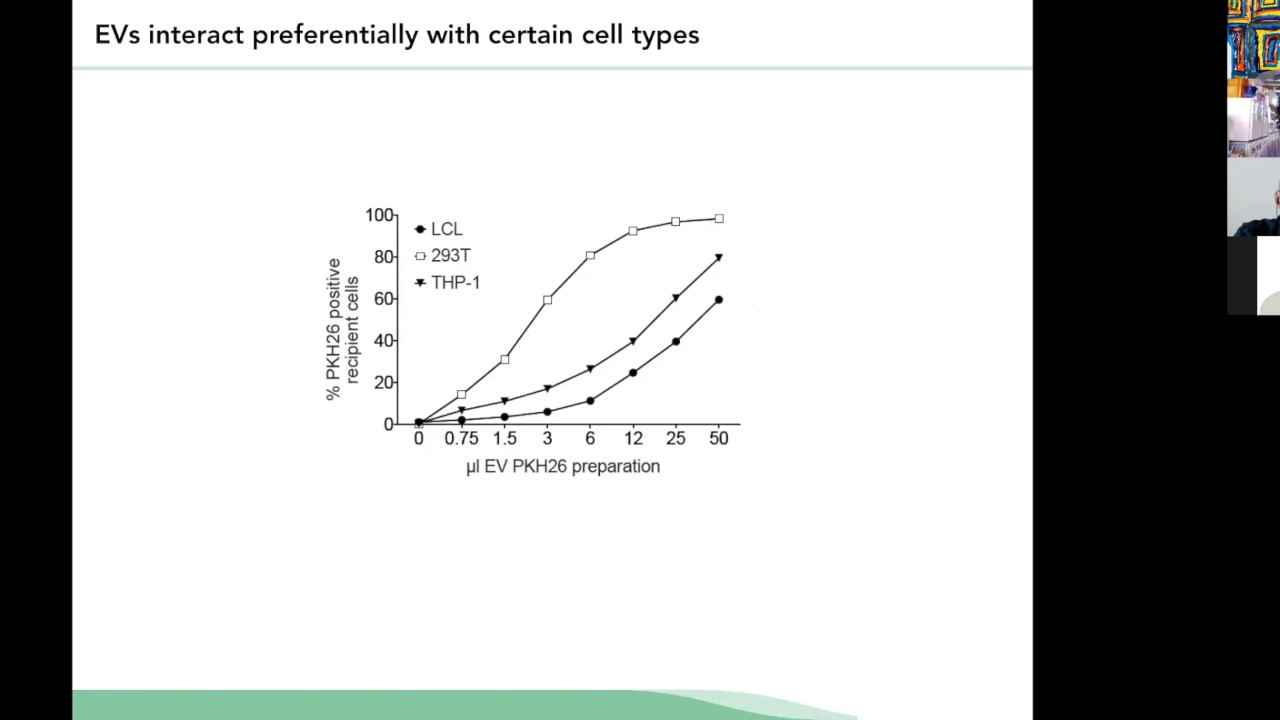 EVs interact preferentially with certain cell types
100
80
60
40
20
0
LCL
293T
THP-1
% PKH26 positive
recipient cells
0 0.75 1.5 3 6 12 25 50
µl EV PKH26 preparation